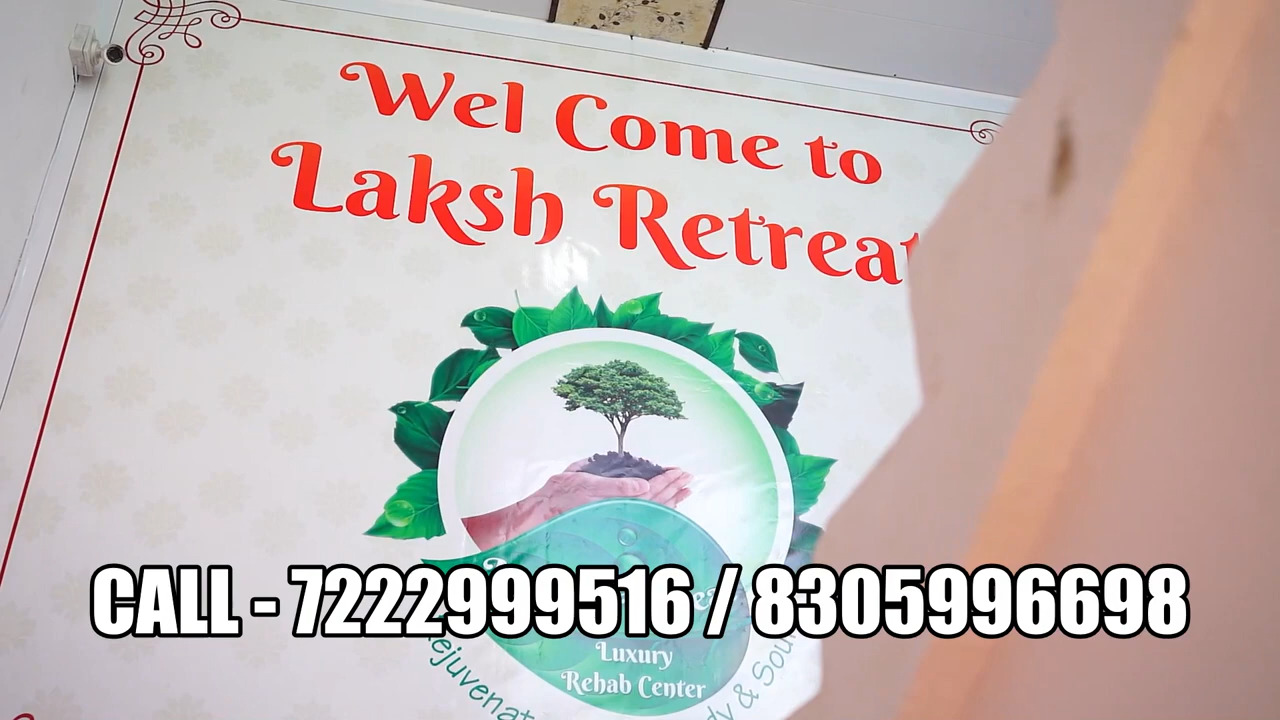 Wel Come to
Laksh Retreat
CALL - 7222999516 / 8305996698
Luxury
Rehab Center